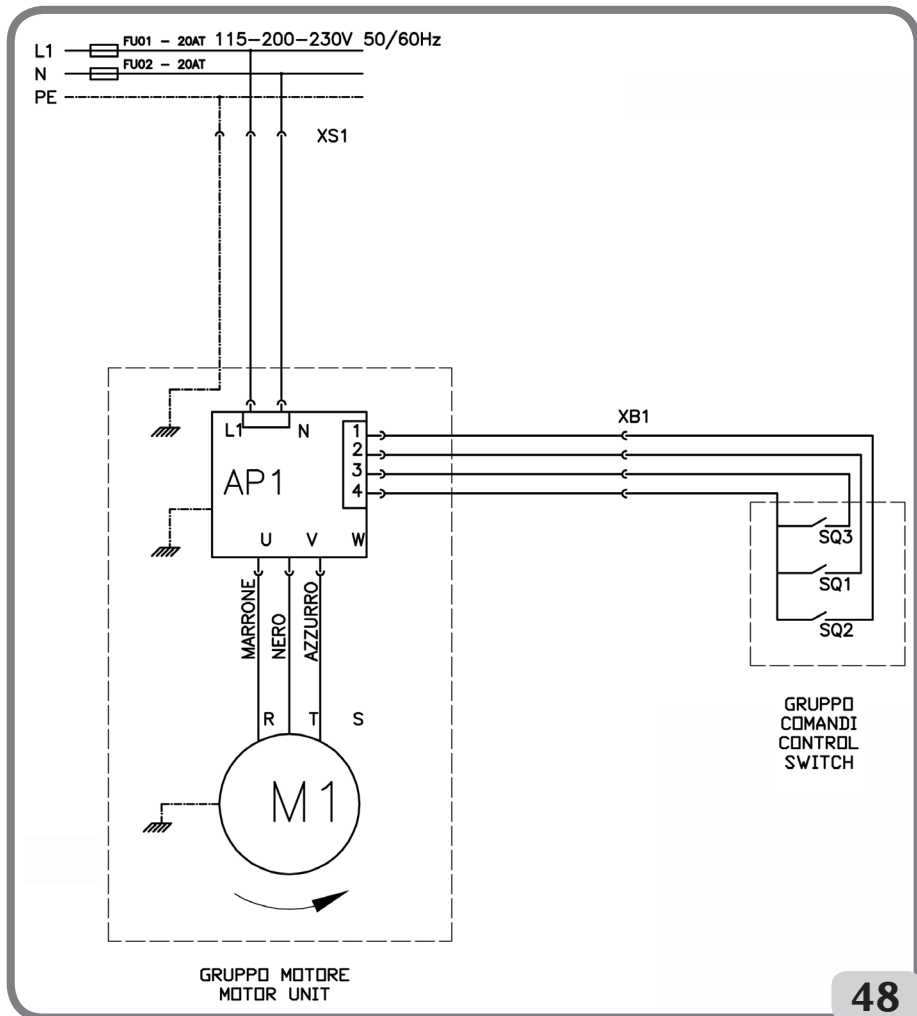 L1 FU01 - 20AT 115-200-230V 50/60Hz
N FU02 - 20AT
PE
XS1
XB1
L1 N 1
2
3
AP1 4
U V W
SQ3
SQ1
SQ2
MARRONE
NERO
AZZURRO
GRUPPO
COMANDI
CONTROL
SWITCH
R T S
M1
GRUPPO MOTORE
MOTOR UNIT
48